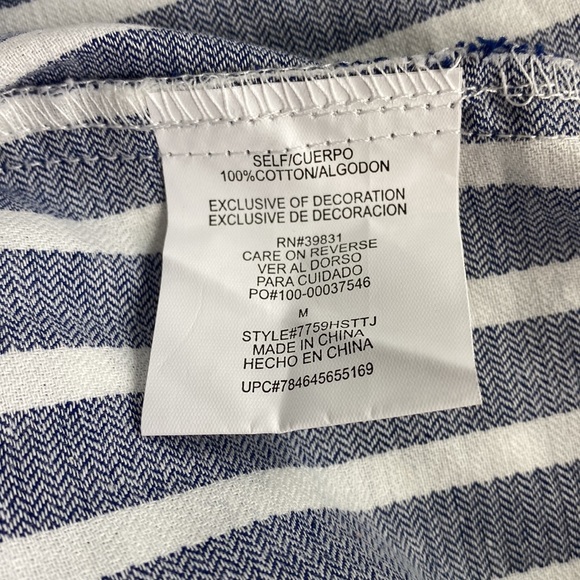 SELF/CUERPO
100%COTTON/ALGODON
EXCLUSIVE OF DECORATION
EXCLUSIVE DE DECORACION
RN#39831
CARE ON REVERSE
VER AL DORSO
PARA CUIDADO
PO#100-00037546
M
STYLE#7759HSTTJ
MADE IN CHINA
HECHO EN CHINA
UPC#784645655169